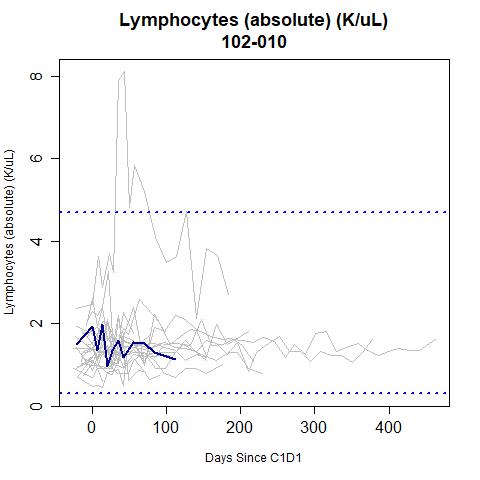 Lymphocytes (absolute) (K/uL)
102-010
Lymphocytes (absolute) (K/uL)
8
6
4
2
0
0 100 200 300 400
Days Since C1D1